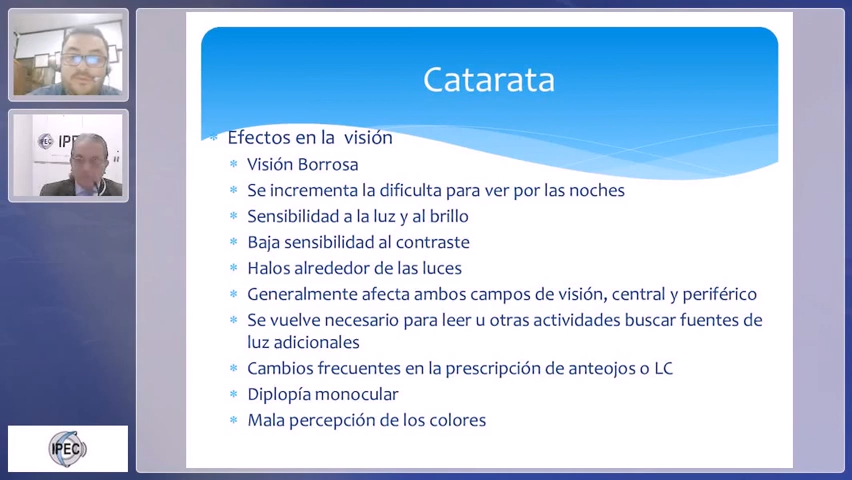 Catarata
Efectos en la visión
Visión Borrosa
Se incrementa la dificulta para ver por las noches
Sensibilidad a la luz y al brillo
Baja sensibilidad al contraste
Halos alrededor de las luces
Generalmente afecta ambos campos de visión, central y periférico
Se vuelve necesario para leer u otras actividades buscar fuentes de
luz adicionales
Cambios frecuentes en la prescripción de anteojos o LC
Diplopía monocular
Mala percepción de los colores
IPEC